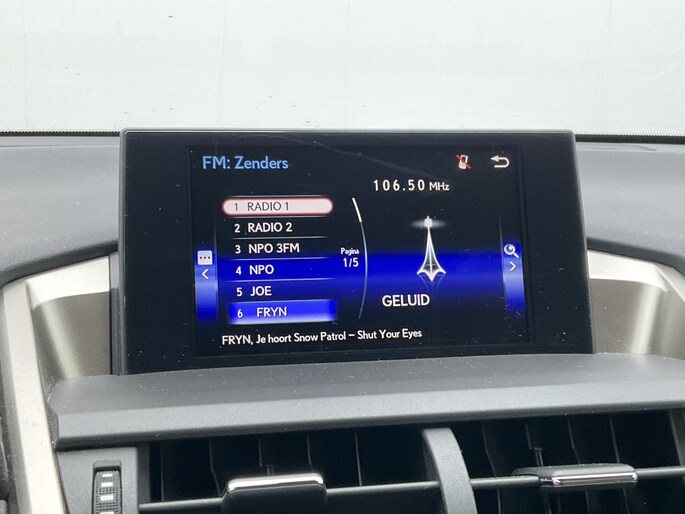 FM: Zenders
106.50 MHz
1 RADIO 1
2 RADIO 2
3 NPO 3FM
4 NPO
5 JOE
6 FRYN
Pagina
1/5
GELUID
FRYN, Je hoort Snow Patrol – Shut Your Eyes